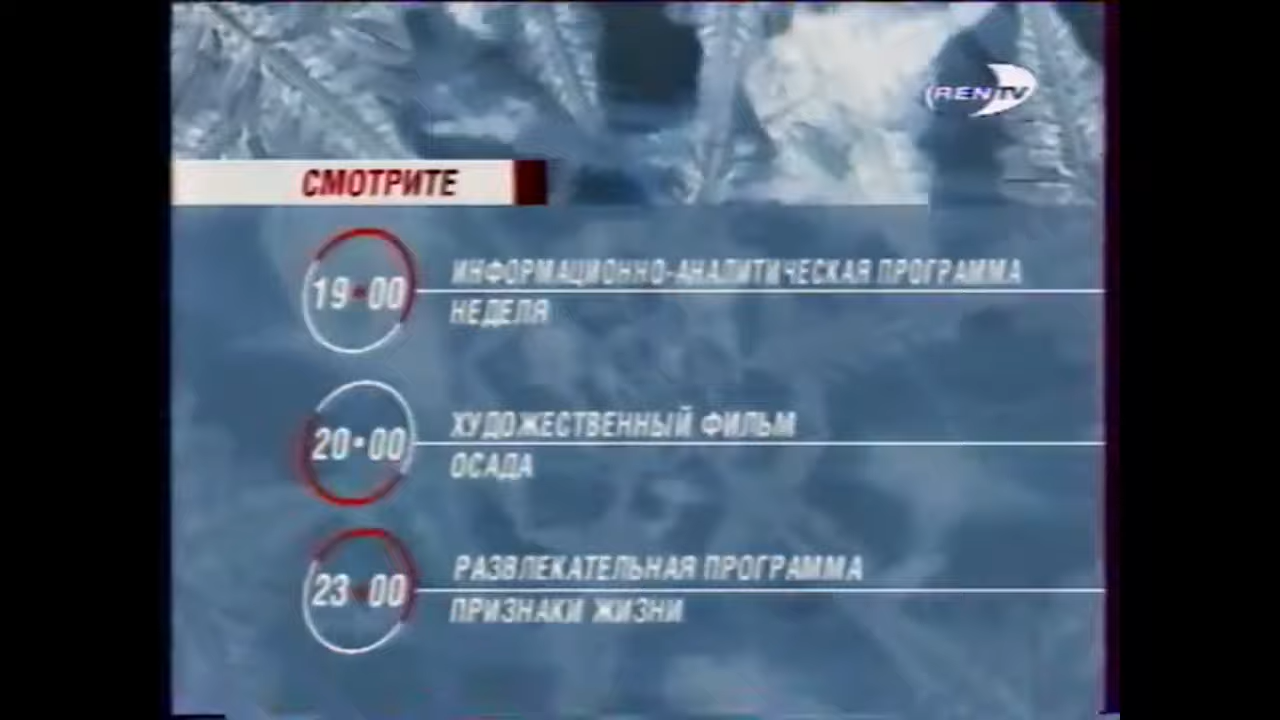 REN TV
СМОТРИТЕ
19•00
ИНФОРМАЦИОННО-АНАЛИТИЧЕСКАЯ ПРОГРАММА
НЕДЕЛЯ
20•00
ХУДОЖЕСТВЕННЫЙ ФИЛЬМ
ОСАДА
23•00
РАЗВЛЕКАТЕЛЬНАЯ ПРОГРАММА
ПРИЗНАКИ ЖИЗНИ